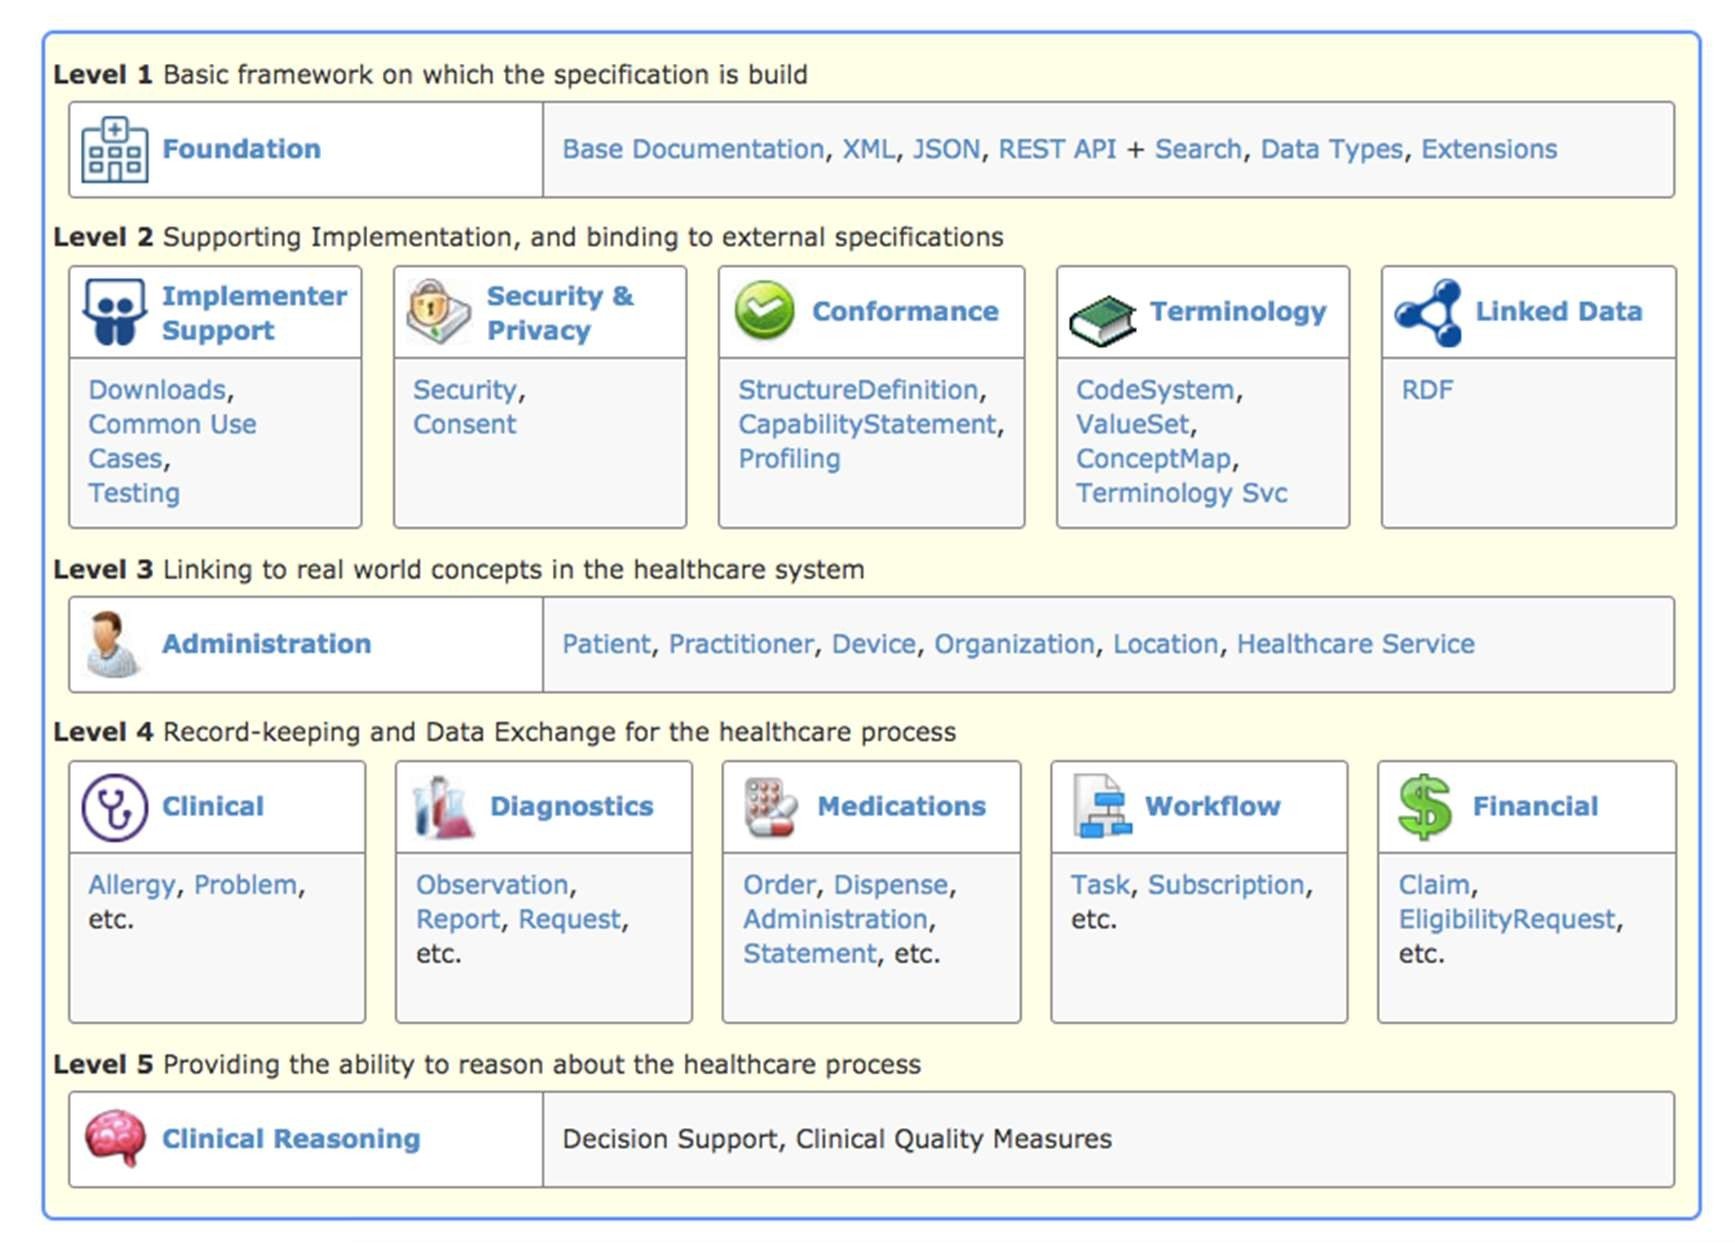 Level 1 Basic framework on which the specification is build
Foundation
Base Documentation, XML, JSON, REST API + Search, Data Types, Extensions
Level 2 Supporting Implementation, and binding to external specifications
Implementer
Support
Downloads,
Common Use
Cases,
Testing
Security &
Privacy
Security,
Consent
Conformance
StructureDefinition,
CapabilityStatement,
Profiling
Terminology
CodeSystem,
ValueSet,
ConceptMap,
Terminology Svc
Linked Data
RDF
Level 3 Linking to real world concepts in the healthcare system
Administration
Patient, Practitioner, Device, Organization, Location, Healthcare Service
Level 4 Record-keeping and Data Exchange for the healthcare process
Clinical
Allergy, Problem,
etc.
Diagnostics
Observation,
Report, Request,
etc.
Medications
Order, Dispense,
Administration,
Statement, etc.
Workflow
Task, Subscription,
etc.
Financial
Claim,
EligibilityRequest,
etc.
Level 5 Providing the ability to reason about the healthcare process
Clinical Reasoning
Decision Support, Clinical Quality Measures